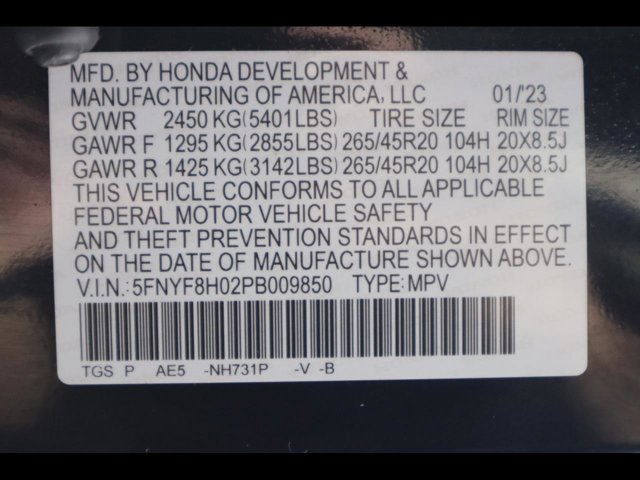 MFD. BY HONDA DEVELOPMENT &
MANUFACTURING OF AMERICA, LLC 01/'23
GVWR 2450 KG(5401LBS) TIRE SIZE RIM SIZE
GAWR F 1295 KG(2855LBS) 265/45R20 104H 20X8.5J
GAWR R 1425 KG(3142LBS) 265/45R20 104H 20X8.5J
THIS VEHICLE CONFORMS TO ALL APPLICABLE
FEDERAL MOTOR VEHICLE SAFETY
AND THEFT PREVENTION STANDARDS IN EFFECT
ON THE DATE OF MANUFACTURE SHOWN ABOVE.
V.I.N.: 5FNYF8H02PB009850 TYPE: MPV
TGS P AE5 -NH731P -V -B